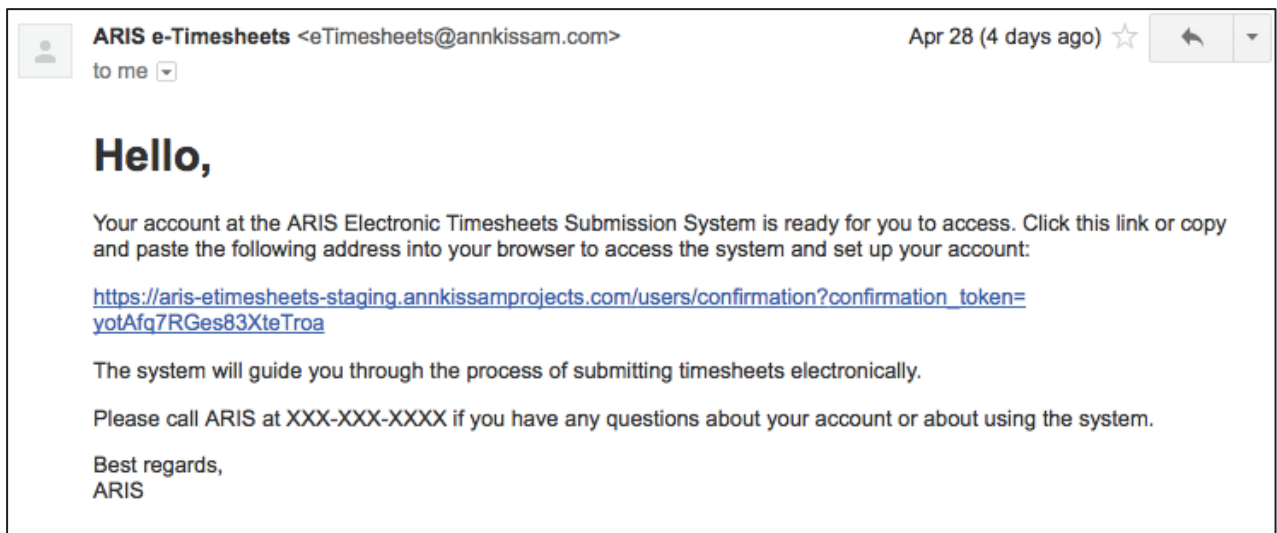 ARIS e-Timesheets <eTimesheets@annkissam.com> Apr 28 (4 days ago)
to me
Hello,
Your account at the ARIS Electronic Timesheets Submission System is ready for you to access. Click this link or copy
and paste the following address into your browser to access the system and set up your account:
https://aris-etimesheets-staging.annkissamprojects.com/users/confirmation?confirmation_token=
yotAfq7RGes83XteTroa
The system will guide you through the process of submitting timesheets electronically.
Please call ARIS at XXX-XXX-XXXX if you have any questions about your account or about using the system.
Best regards,
ARIS